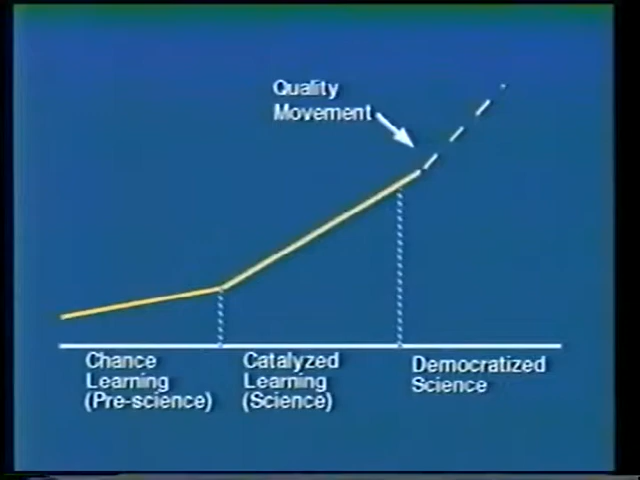 Quality
Movement
Chance
Learning
(Pre-science)
Catalyzed
Learning
(Science)
Democratized
Science